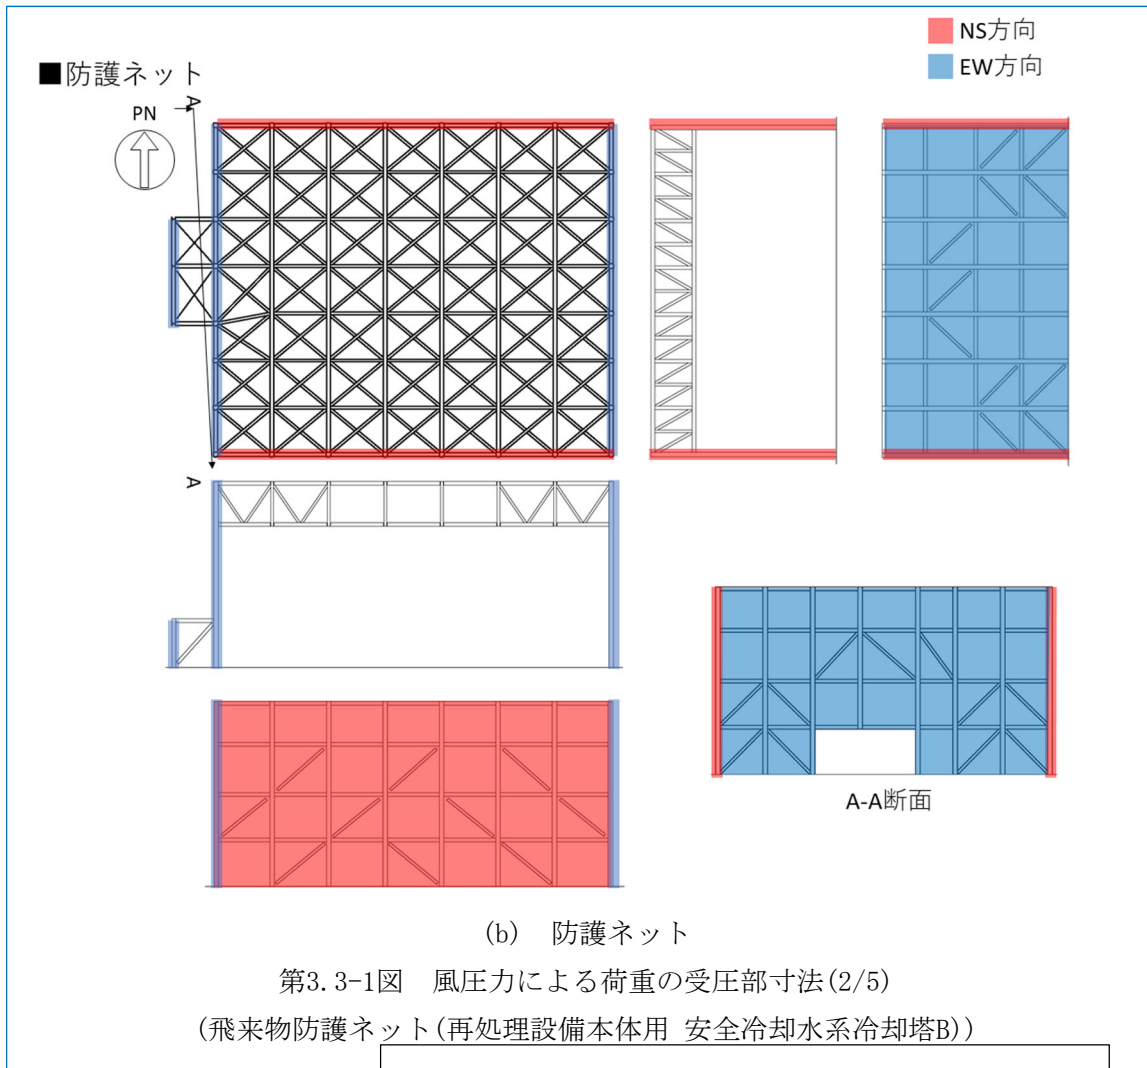 NS方向
EW方向
■防護ネット
A
PN
A
A-A断面
(b) 防護ネット
第3.3-1図 風圧力による荷重の受圧部寸法(2/5)
(飛来物防護ネット(再処理設備本体用 安全冷却水系冷却塔B))